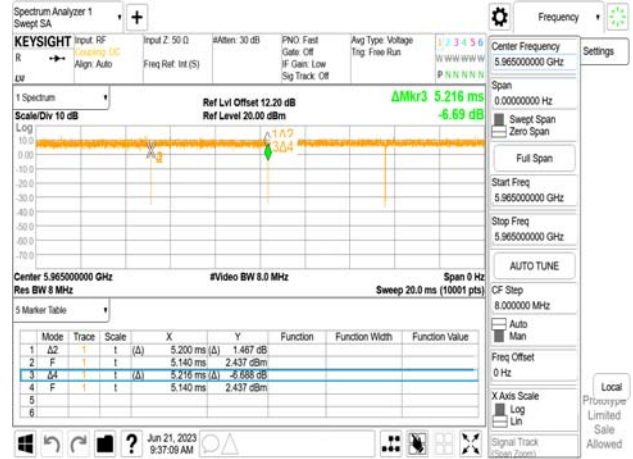 Spectrum Analyzer 1
Swept SA
Frequency
KEYSIGHT
R
Input: RF
Coupling: DC
Align: Auto
Input Z: 50 Ω
Freq Ref: Int (S)
#Atten: 30 dB
PNO: Fast
Gate: Off
IF Gain: Low
Sig Track: Off
Avg Type: Voltage
Trig: Free Run
1 2 3 4 5 6
W W W W W W
P N N N N N
1 Spectrum
Scale/Div 10 dB
Ref Lvl Offset 12.20 dB
Ref Level 20.00 dBm
ΔMkr3 5.216 ms
-6.69 dB
Log
10.0
0.00
-10.0
-20.0
-30.0
-40.0
-50.0
-60.0
-70.0
1Δ2
3Δ4
Center 5.965000000 GHz
Res BW 8 MHz
#Video BW 8.0 MHz
Span 0 Hz
Sweep 20.0 ms (10001 pts)
5 Marker Table
Mode Trace Scale X Y Function Function Width Function Value
1 Δ2 1 t (Δ) 5.200 ms (Δ) 1.467 dB
2 F 1 t 5.140 ms 2.437 dBm
3 Δ4 1 t (Δ) 5.216 ms (Δ) -6.688 dB
4 F 1 t 5.140 ms 2.437 dBm
5
6
Jun 21, 2023
9:37:09 AM
Center Frequency
5.965000000 GHz
Settings
Span
0.00000000 Hz
Swept Span
Zero Span
Full Span
Start Freq
5.965000000 GHz
Stop Freq
5.965000000 GHz
AUTO TUNE
CF Step
8.000000 MHz
Auto
Man
Freq Offset
0 Hz
X Axis Scale
Log
Lin
Signal Track
(Span Zoom)
Local
Prototype
Limited
Sale
Allowed